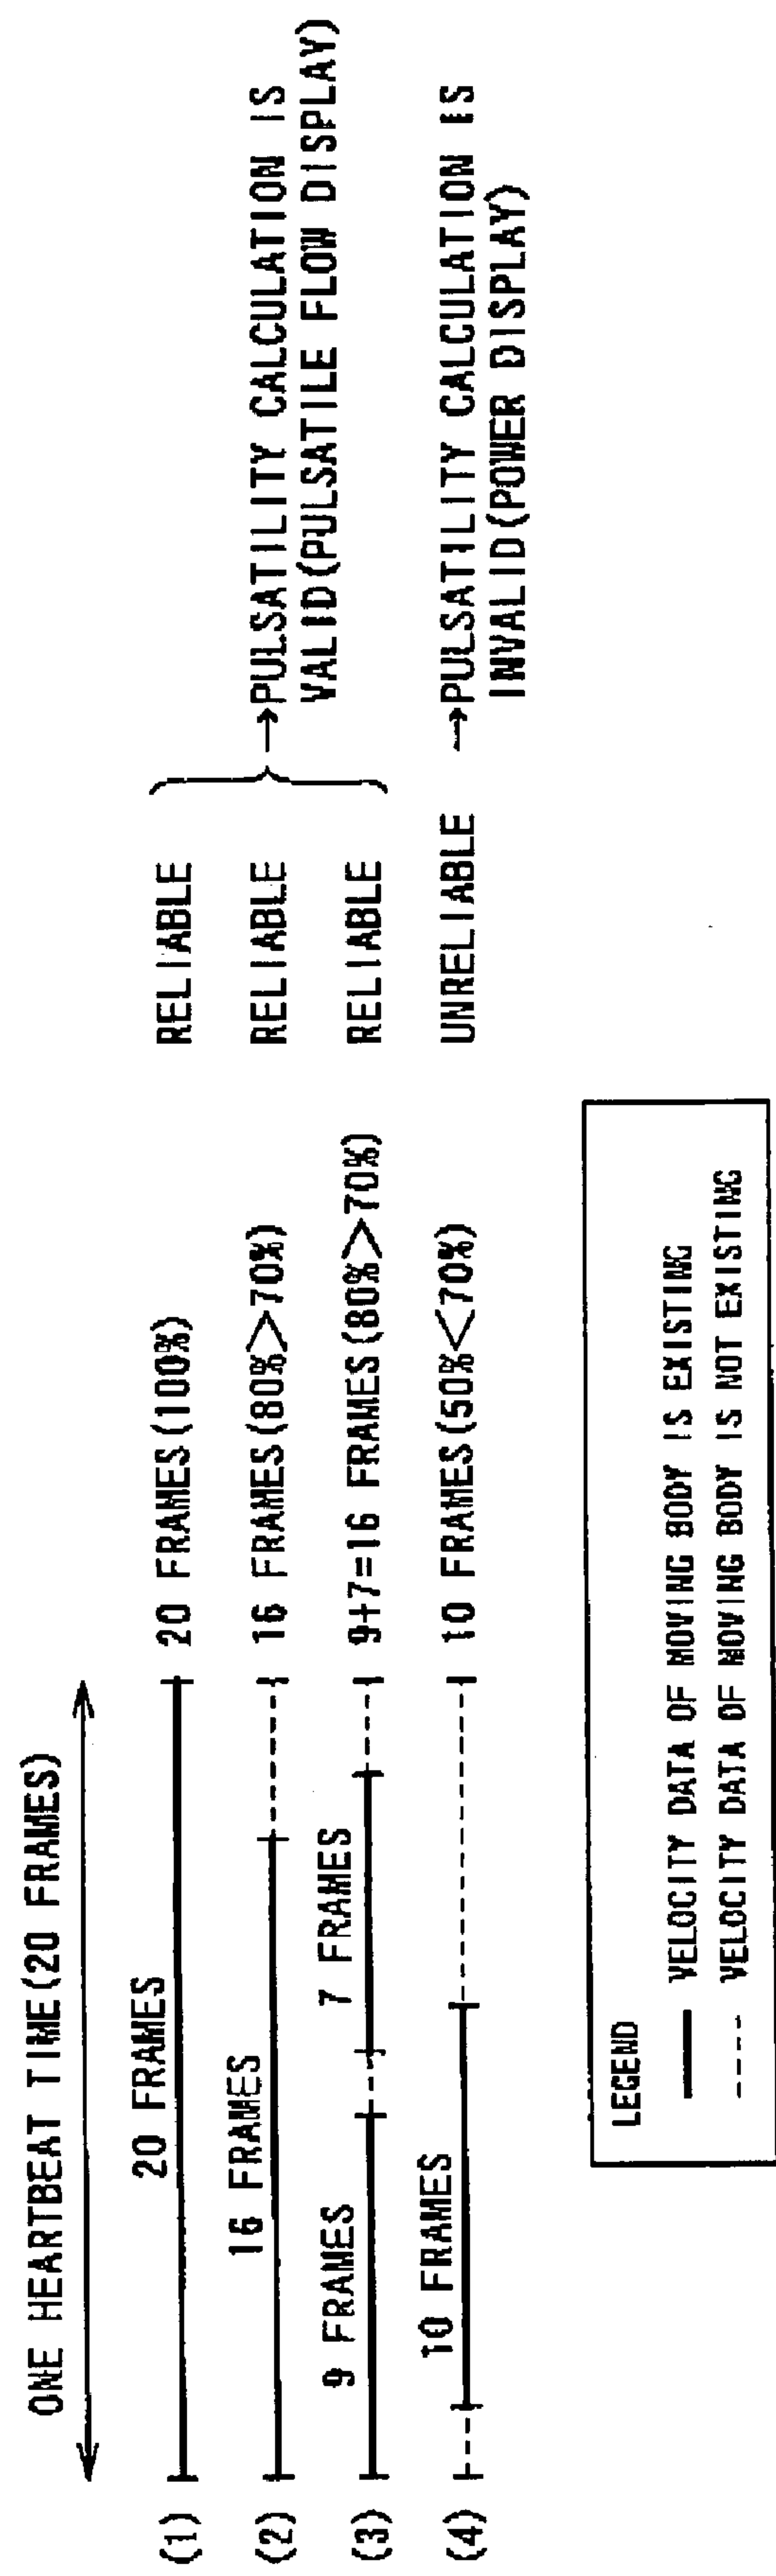 ONE HEARTBEAT TIME(20 FRAMES)
(1) 20 FRAMES 20 FRAMES(100%) RELIABLE
(2) 16 FRAMES 16 FRAMES(80%>70%) RELIABLE
→PULSATILITY CALCULATION IS
VALID(PULSATILE FLOW DISPLAY)
(3) 9 FRAMES 7 FRAMES 9+7=16 FRAMES(80%>70%) RELIABLE
(4) 10 FRAMES 10 FRAMES(50%<70%) UNRELIABLE →PULSATILITY CALCULATION IS
INVALID(POWER DISPLAY)
LEGEND
VELOCITY DATA OF MOVING BODY IS EXISTING
VELOCITY DATA OF MOVING BODY IS NOT EXISTING